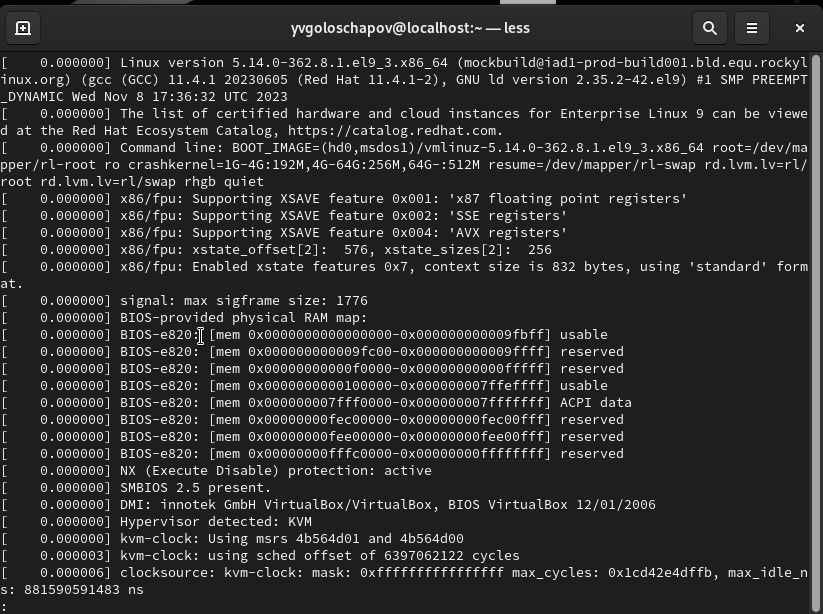 yvgoloschapov@localhost:~ — less
[    0.000000] Linux version 5.14.0-362.8.1.el9_3.x86_64 (mockbuild@iad1-prod-build001.bld.equ.rockyl
inux.org) (gcc (GCC) 11.4.1 20230605 (Red Hat 11.4.1-2), GNU ld version 2.35.2-42.el9) #1 SMP PREEMPT
_DYNAMIC Wed Nov 8 17:36:32 UTC 2023
[    0.000000] The list of certified hardware and cloud instances for Enterprise Linux 9 can be viewe
d at the Red Hat Ecosystem Catalog, https://catalog.redhat.com.
[    0.000000] Command line: BOOT_IMAGE=(hd0,msdos1)/vmlinuz-5.14.0-362.8.1.el9_3.x86_64 root=/dev/ma
pper/rl-root ro crashkernel=1G-4G:192M,4G-64G:256M,64G-:512M resume=/dev/mapper/rl-swap rd.lvm.lv=rl/
root rd.lvm.lv=rl/swap rhgb quiet
[    0.000000] x86/fpu: Supporting XSAVE feature 0x001: 'x87 floating point registers'
[    0.000000] x86/fpu: Supporting XSAVE feature 0x002: 'SSE registers'
[    0.000000] x86/fpu: Supporting XSAVE feature 0x004: 'AVX registers'
[    0.000000] x86/fpu: xstate_offset[2]:  576, xstate_sizes[2]:  256
[    0.000000] x86/fpu: Enabled xstate features 0x7, context size is 832 bytes, using 'standard' form
at.
[    0.000000] signal: max sigframe size: 1776
[    0.000000] BIOS-provided physical RAM map:
[    0.000000] BIOS-e820: [mem 0x0000000000000000-0x000000000009fbff] usable
[    0.000000] BIOS-e820: [mem 0x000000000009fc00-0x000000000009ffff] reserved
[    0.000000] BIOS-e820: [mem 0x00000000000f0000-0x00000000000fffff] reserved
[    0.000000] BIOS-e820: [mem 0x0000000000100000-0x000000007ffeffff] usable
[    0.000000] BIOS-e820: [mem 0x000000007fff0000-0x000000007fffffff] ACPI data
[    0.000000] BIOS-e820: [mem 0x00000000fec00000-0x00000000fec00fff] reserved
[    0.000000] BIOS-e820: [mem 0x00000000fee00000-0x00000000fee00fff] reserved
[    0.000000] BIOS-e820: [mem 0x00000000fffc0000-0x00000000ffffffff] reserved
[    0.000000] NX (Execute Disable) protection: active
[    0.000000] SMBIOS 2.5 present.
[    0.000000] DMI: innotek GmbH VirtualBox/VirtualBox, BIOS VirtualBox 12/01/2006
[    0.000000] Hypervisor detected: KVM
[    0.000000] kvm-clock: Using msrs 4b564d01 and 4b564d00
[    0.000003] kvm-clock: using sched offset of 6397062122 cycles
[    0.000006] clocksource: kvm-clock: mask: 0xffffffffffffffff max_cycles: 0x1cd42e4dffb, max_idle_n
s: 881590591483 ns
: